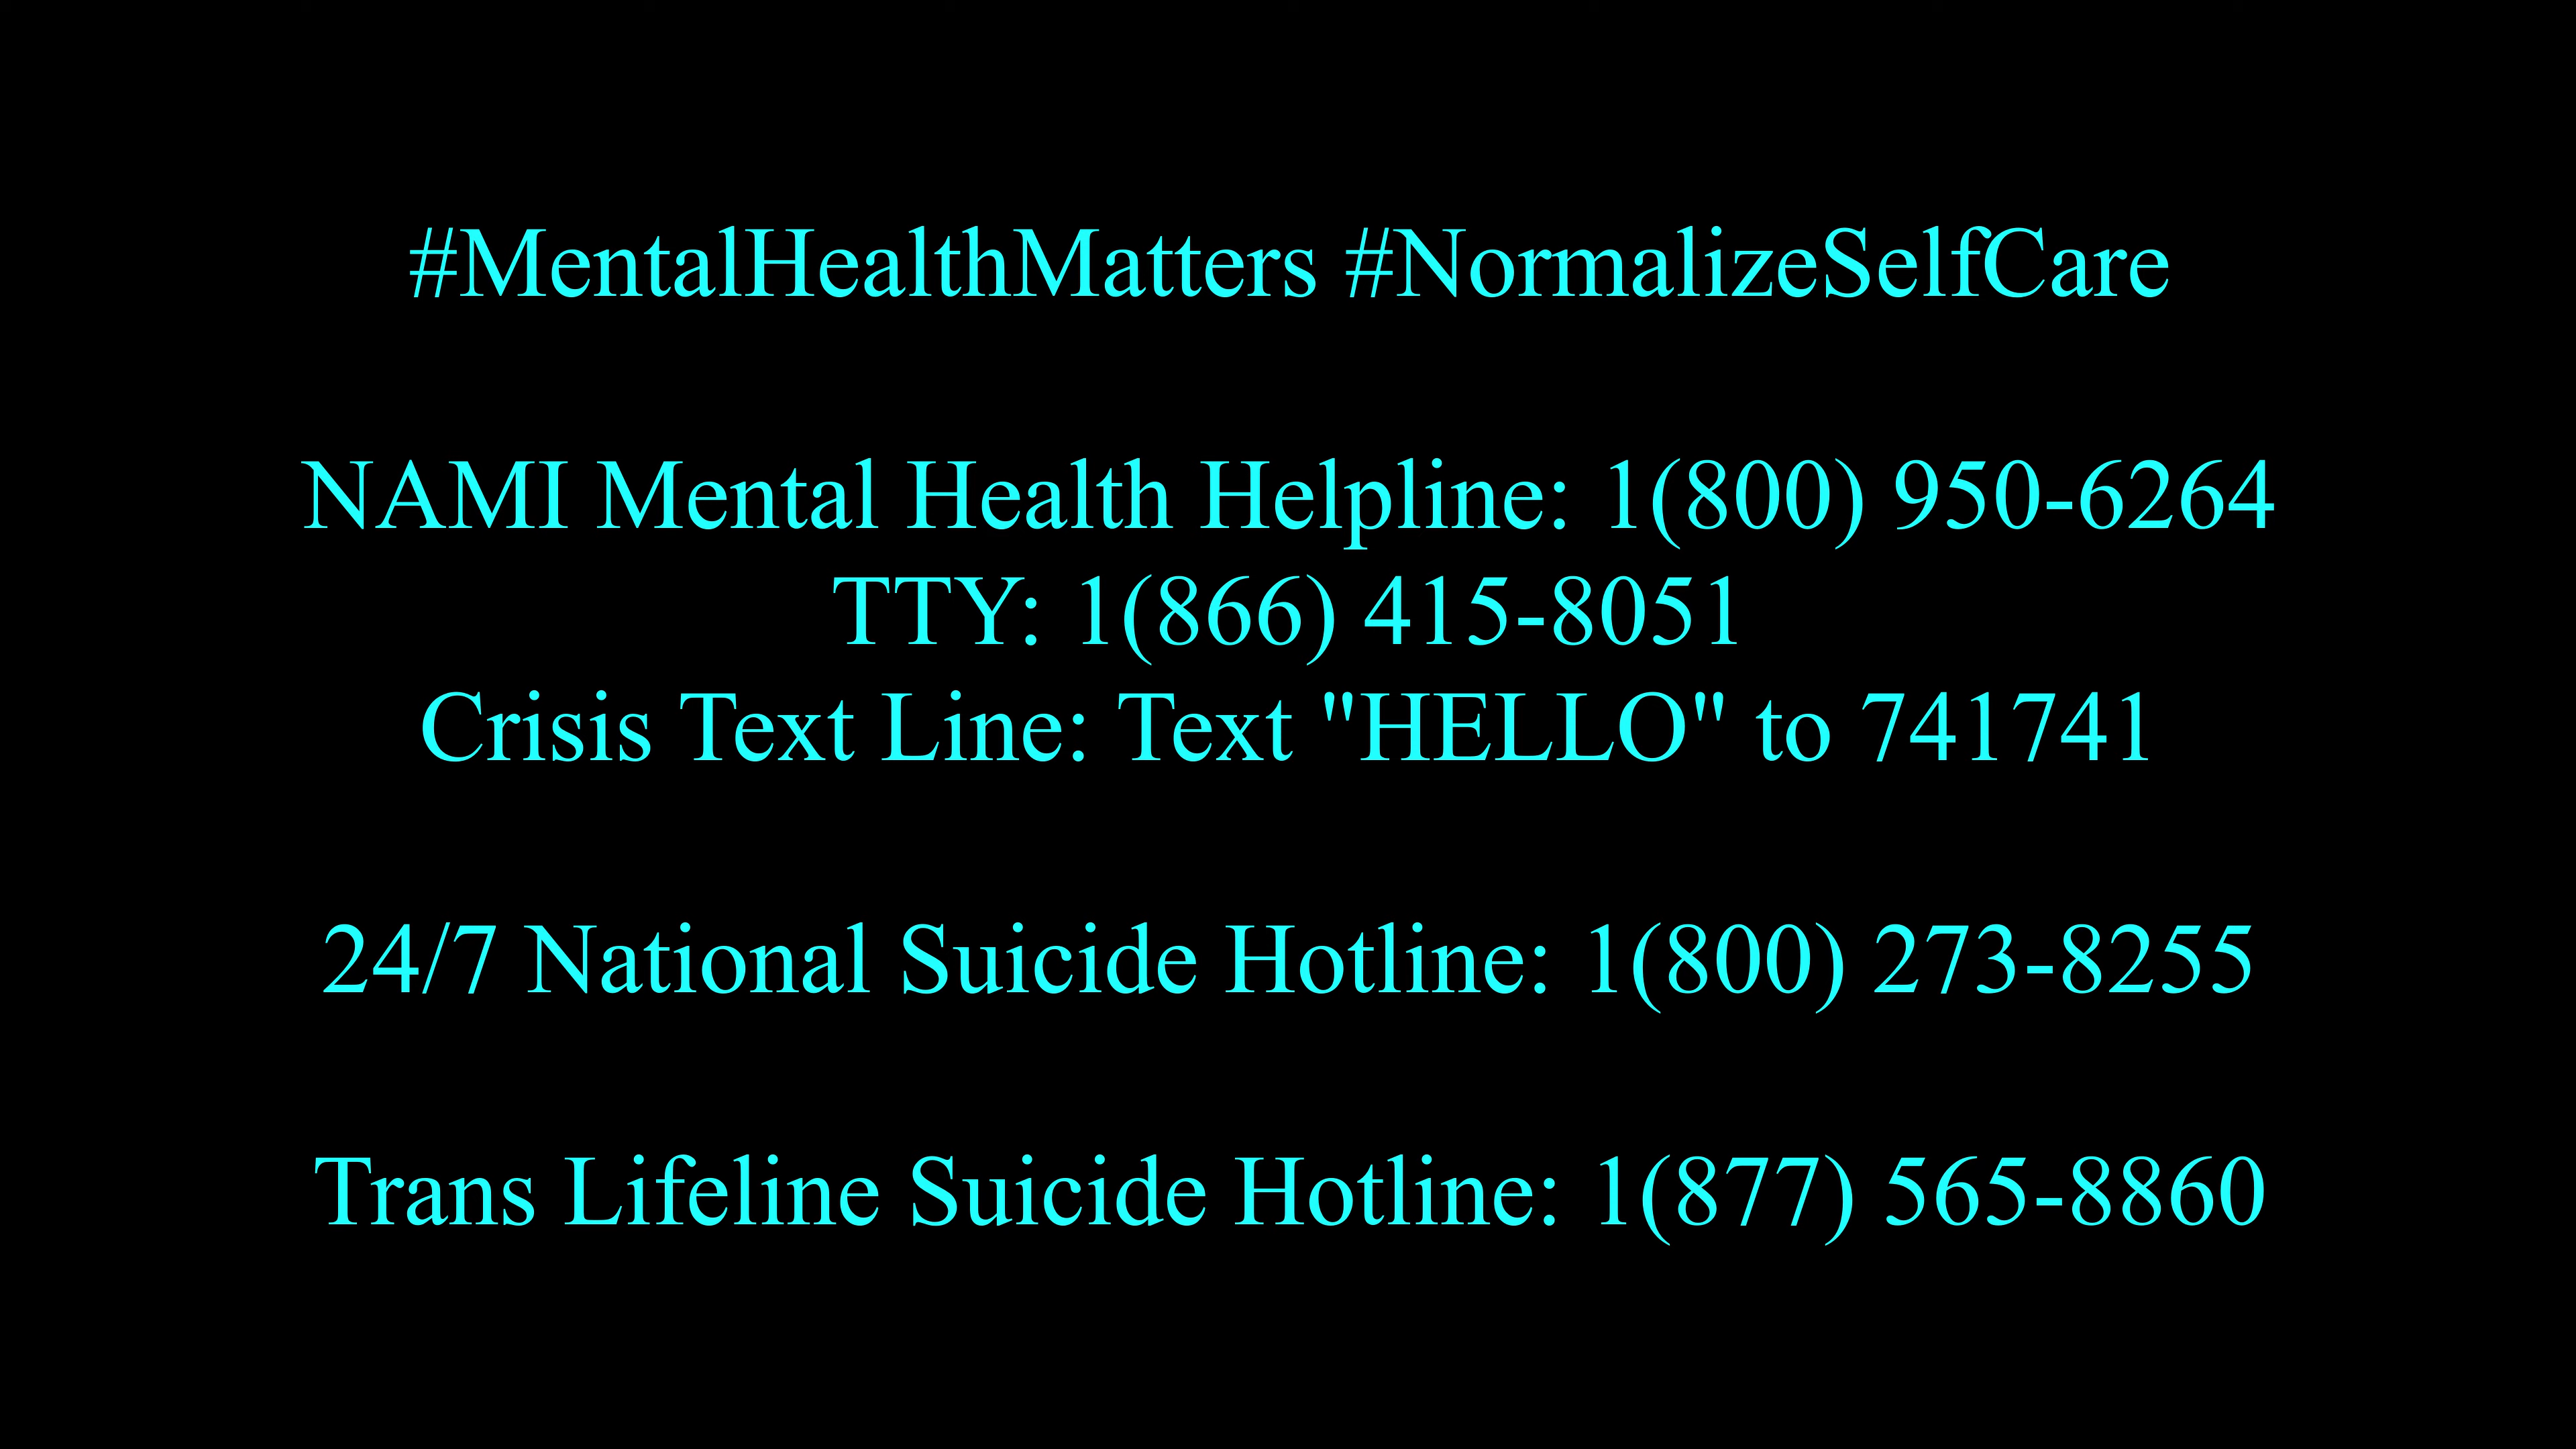 #MentalHealthMatters #NormalizeSelfCare
NAMI Mental Health Helpline: 1(800) 950-6264
TTY: 1(866) 415-8051
Crisis Text Line: Text "HELLO" to 741741
24/7 National Suicide Hotline: 1(800) 273-8255
Trans Lifeline Suicide Hotline: 1(877) 565-8860